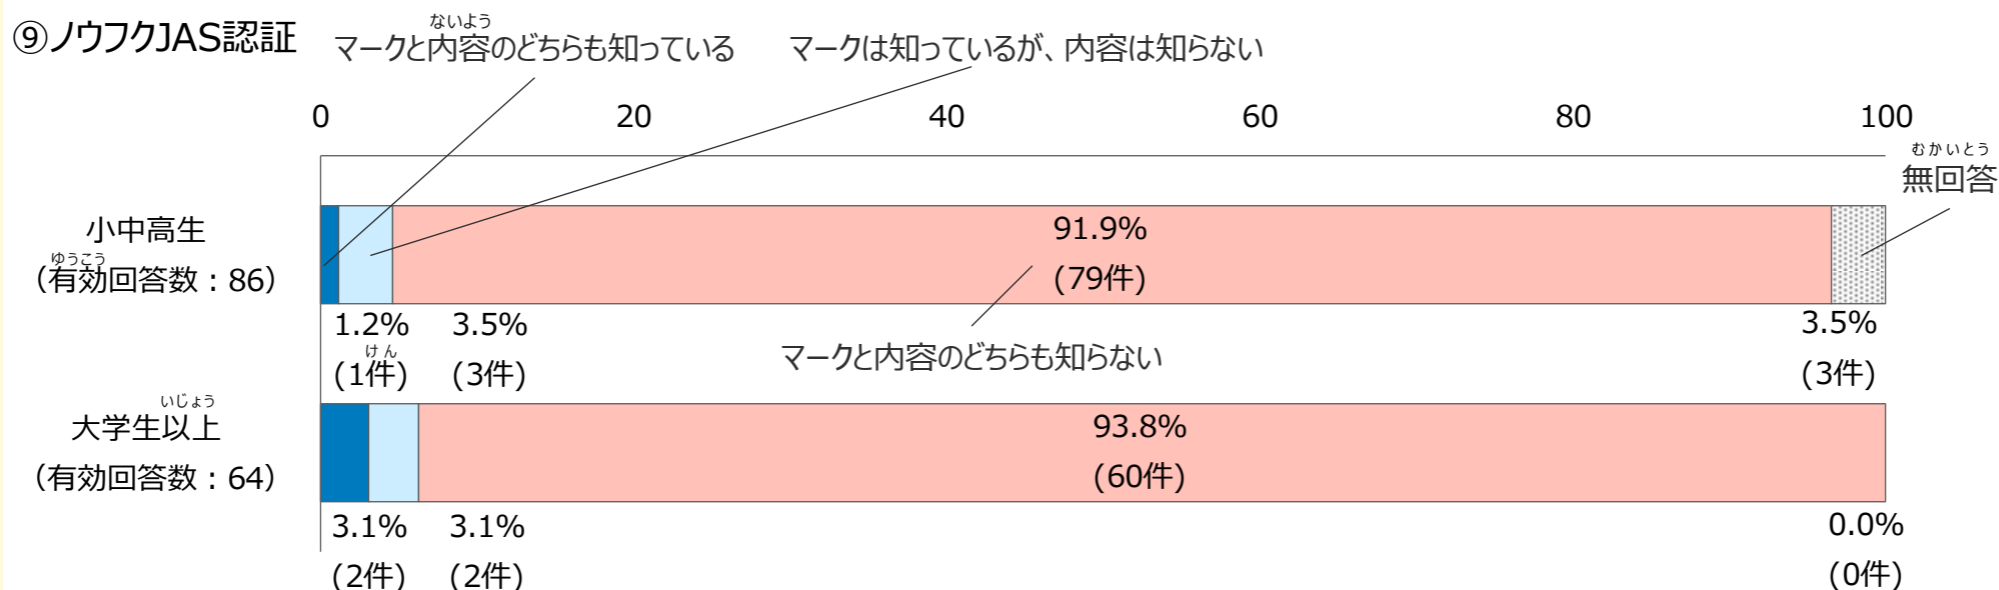 ⑨ノウフクJAS認証
ないよう
マークと内容のどちらも知っている
マークは知っているが、内容は知らない
0 20 40 60 80 100
むかいとう
無回答
小中高生
ゆうこう
（有効回答数：86）
91.9%
(79件)
1.2% 3.5% 3.5%
けん
(1件) (3件) (3件)
マークと内容のどちらも知らない
いじょう
大学生以上
（有効回答数：64）
93.8%
(60件)
3.1% 3.1% 0.0%
(2件) (2件) (0件)